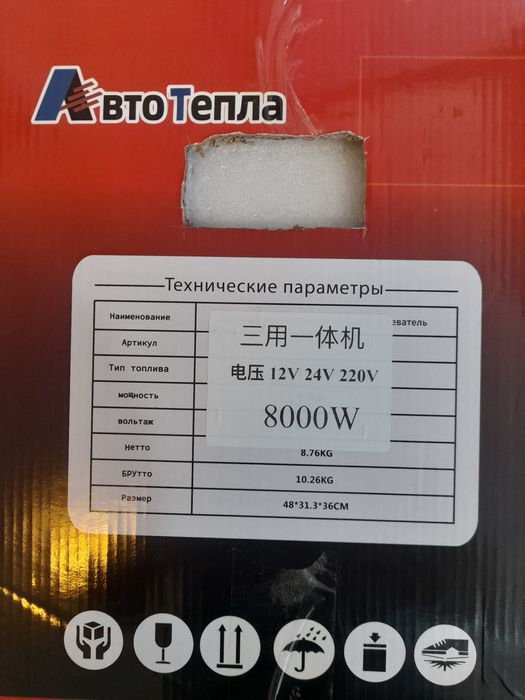 АвтоТепла
Технические параметры
Наименование
еватель
Артикул
Тип топлива
мощность
вольтаж
Нетто 8.76KG
БРУтто 10.26KG
Размер 48*31.3*36CM
三用一体机
电压 12V 24V 220V
8000W